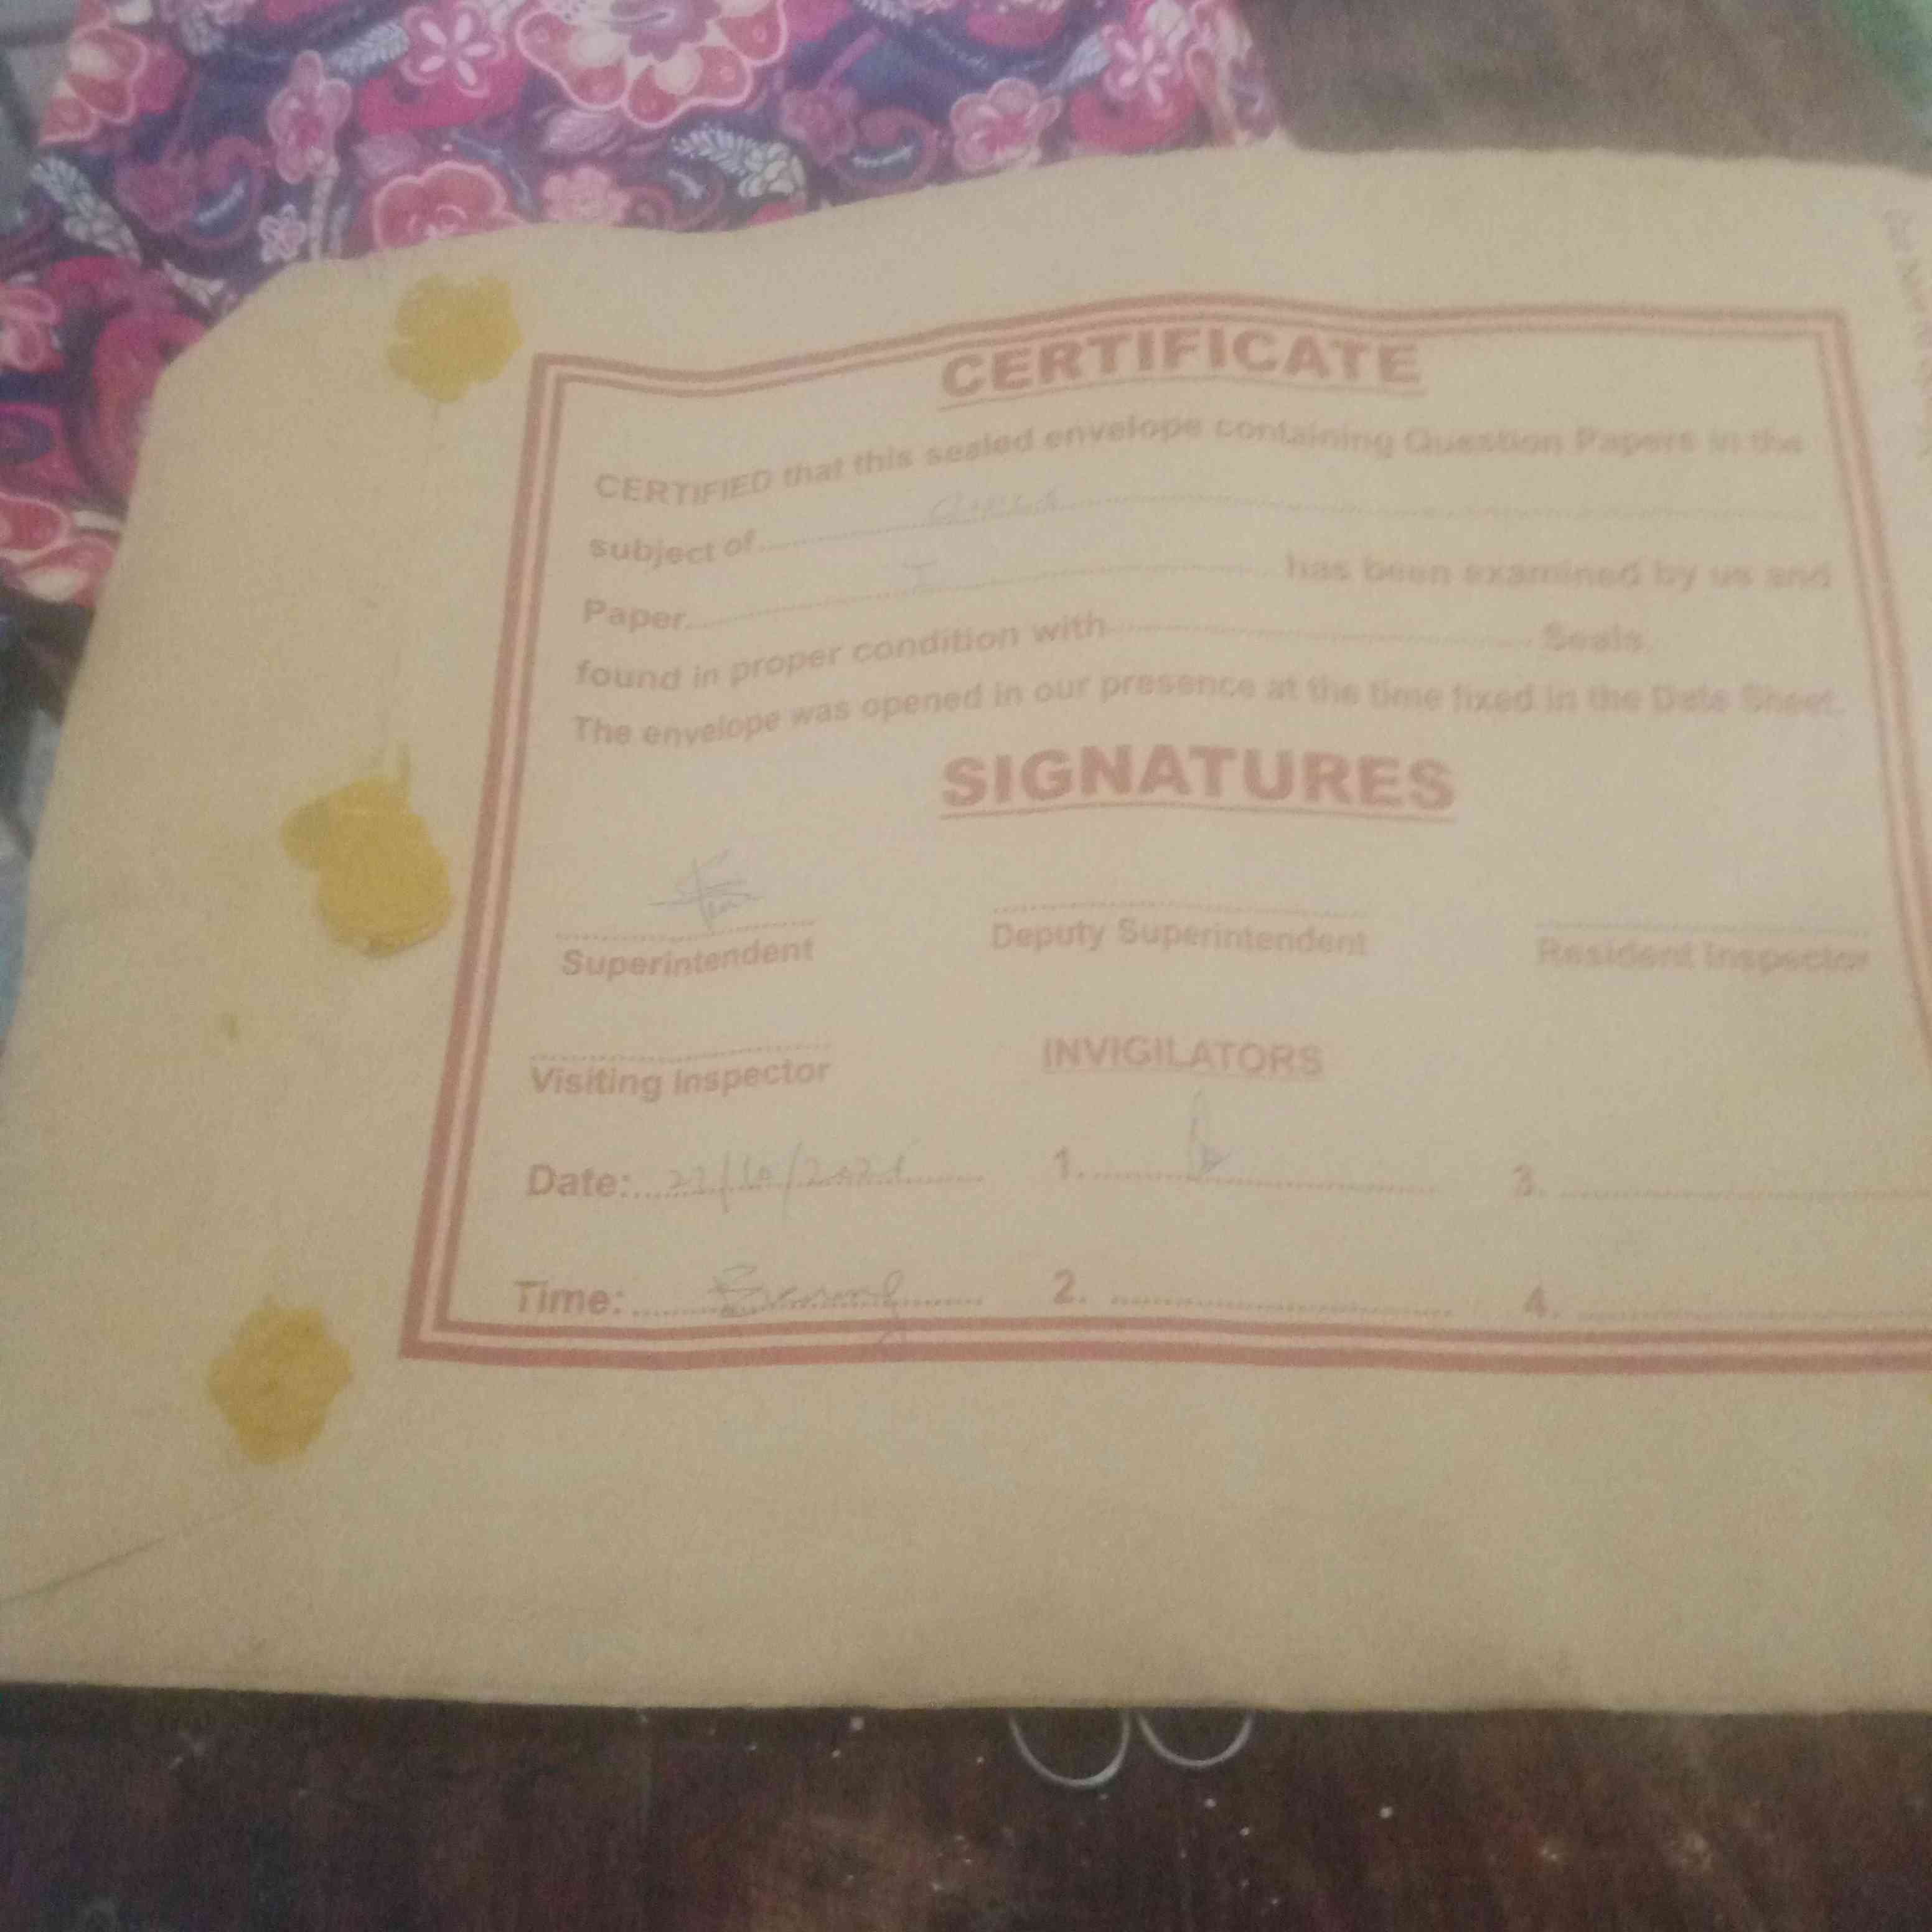 CERTIFICATE
CERTIFIED that this sealed envelope containing Question Papers in the
subject of
Paper I has been examined by us and
found in proper condition with Seals.
The envelope was opened in our presence at the time fixed in the Date Sheet.
SIGNATURES
Superintendent Deputy Superintendent Resident Inspector
Visiting Inspector INVIGILATORS
Date: 1. 3.
Time: Evening 2. 4.